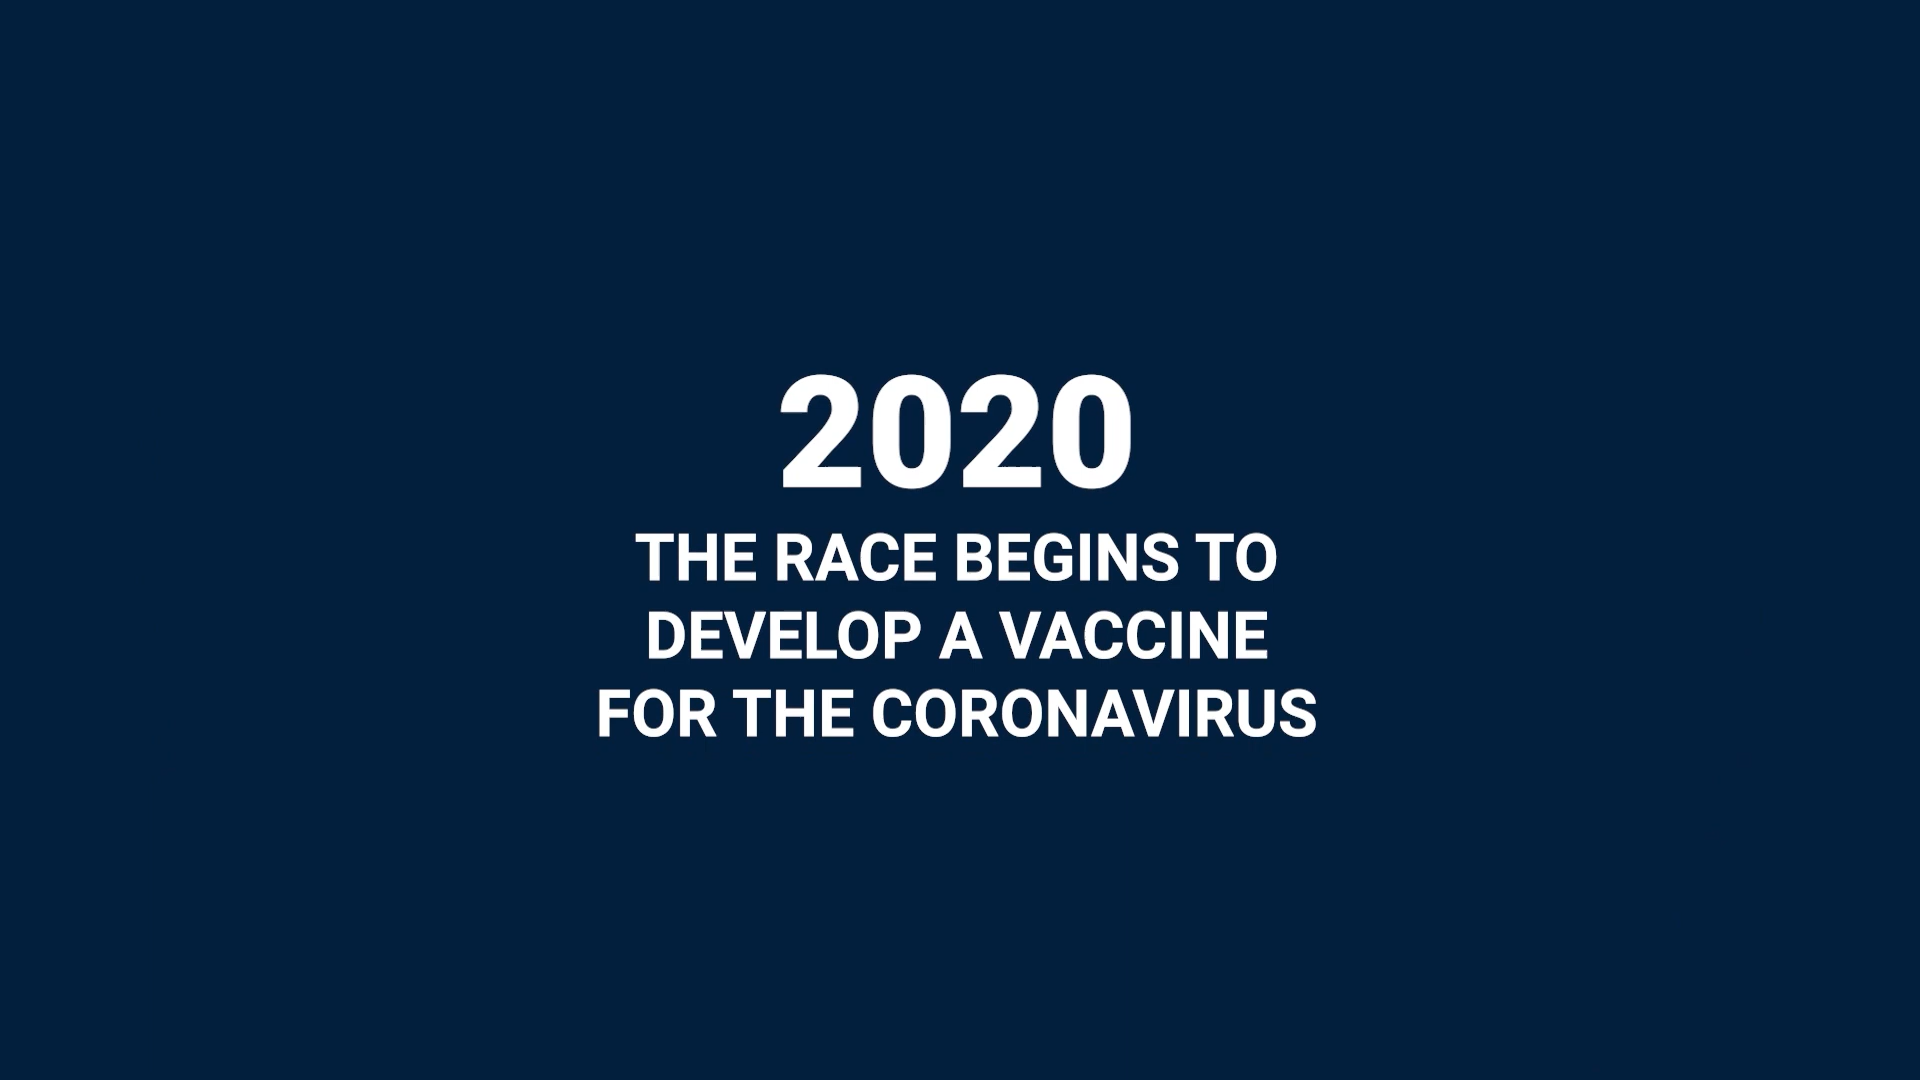 2020
THE RACE BEGINS TO
DEVELOP A VACCINE
FOR THE CORONAVIRUS